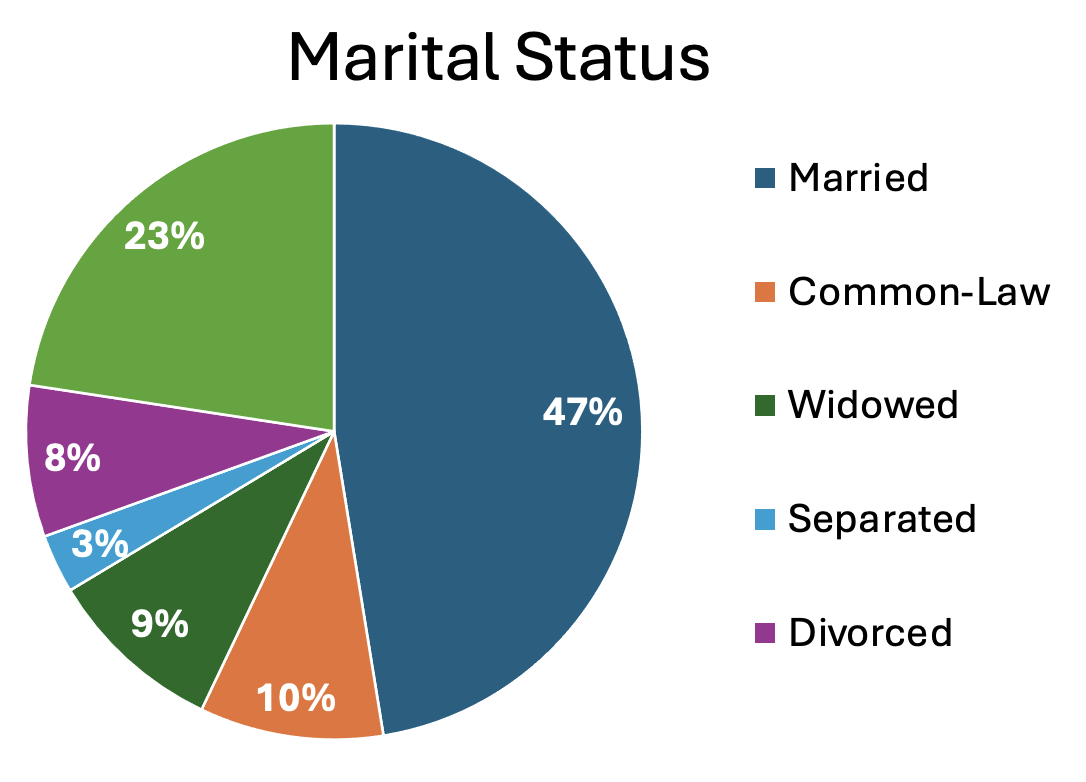 Marital Status
Married
23%
Common-Law
47%
Widowed
8%
Separated
3%
9%
Divorced
10%